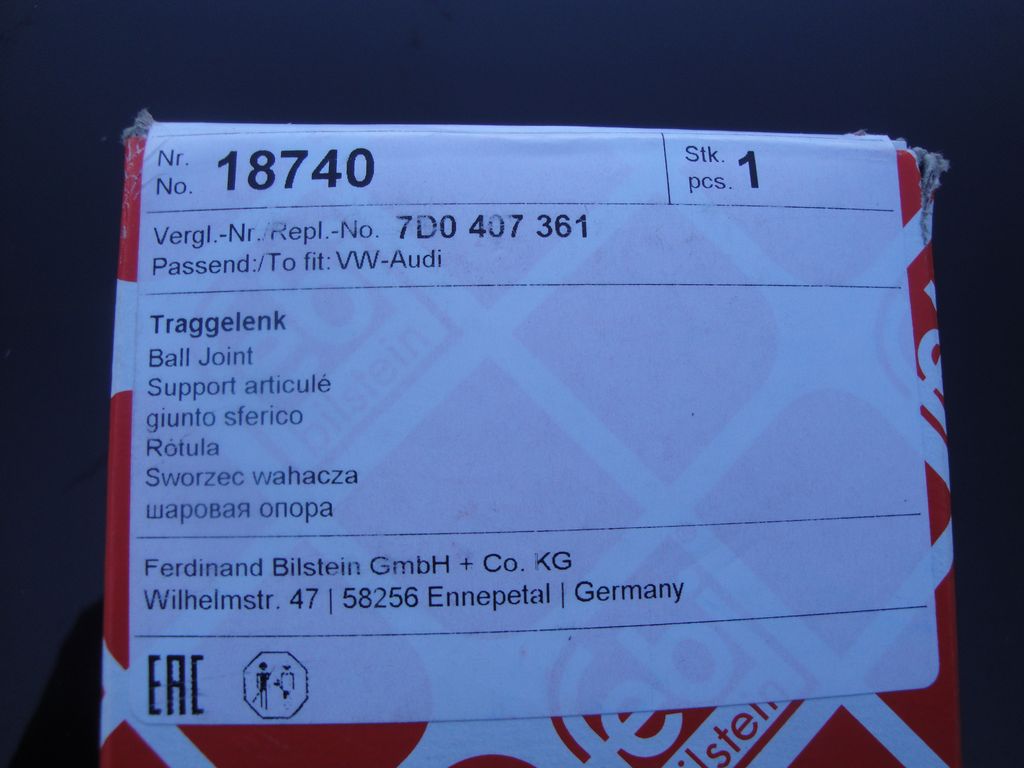 Nr.
No. 18740
Stk.
pcs. 1
Vergl.-Nr./Repl.-No. 7D0 407 361
Passend:/To fit: VW-Audi
Traggelenk
Ball Joint
Support articulé
giunto sferico
Rótula
Sworzec wahacza
шаровая опора
Ferdinand Bilstein GmbH + Co. KG
Wilhelmstr. 47 | 58256 Ennepetal | Germany
EAC
bilstein